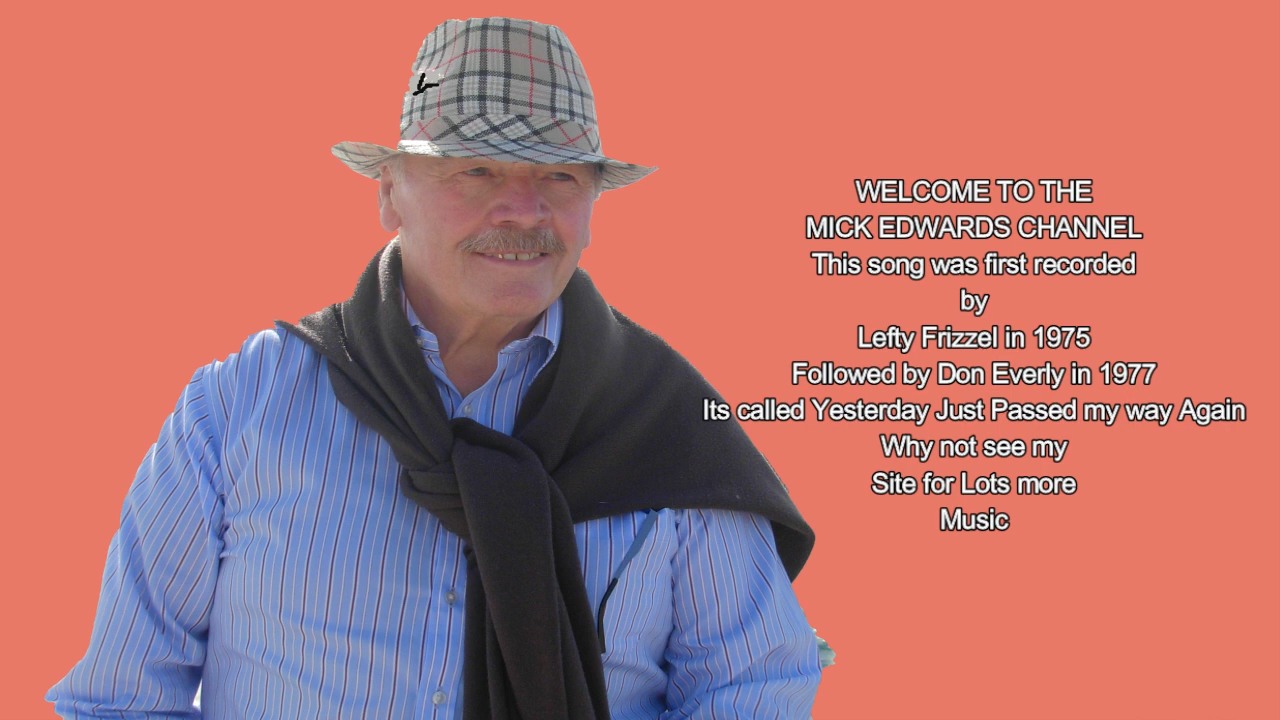 WELCOME TO THE
MICK EDWARDS CHANNEL
This song was first recorded
by
Lefty Frizzel in 1975
Followed by Don Everly in 1977
Its called Yesterday Just Passed my way Again
Why not see my
Site for Lots more
Music